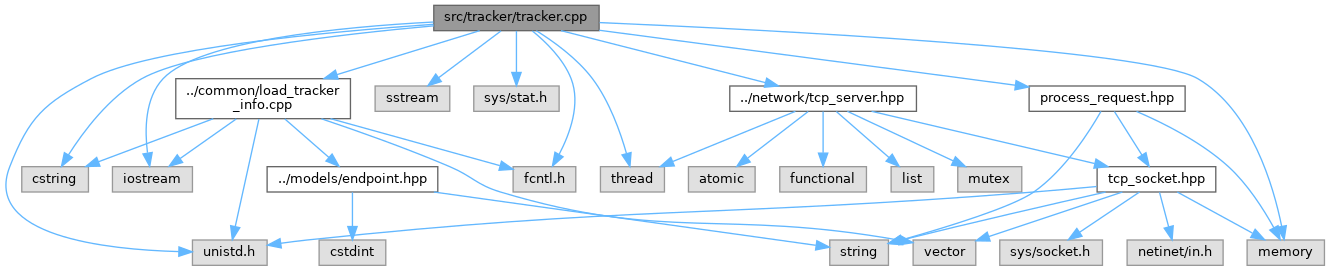 src/tracker/tracker.cpp
../common/load_tracker
_info.cpp
sstream
sys/stat.h
../network/tcp_server.hpp
process_request.hpp
cstring
iostream
../models/endpoint.hpp
fcntl.h
thread
atomic
functional
list
mutex
tcp_socket.hpp
unistd.h
cstdint
string
vector
sys/socket.h
netinet/in.h
memory